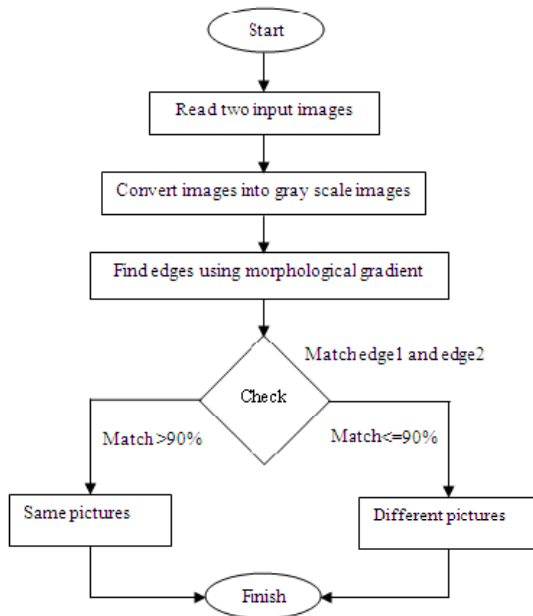 Start
Read two input images
Convert images into gray scale images
Find edges using morphological gradient
Match edge1 and edge2
Check
Match>90%
Match<=90%
Same pictures
Different pictures
Finish